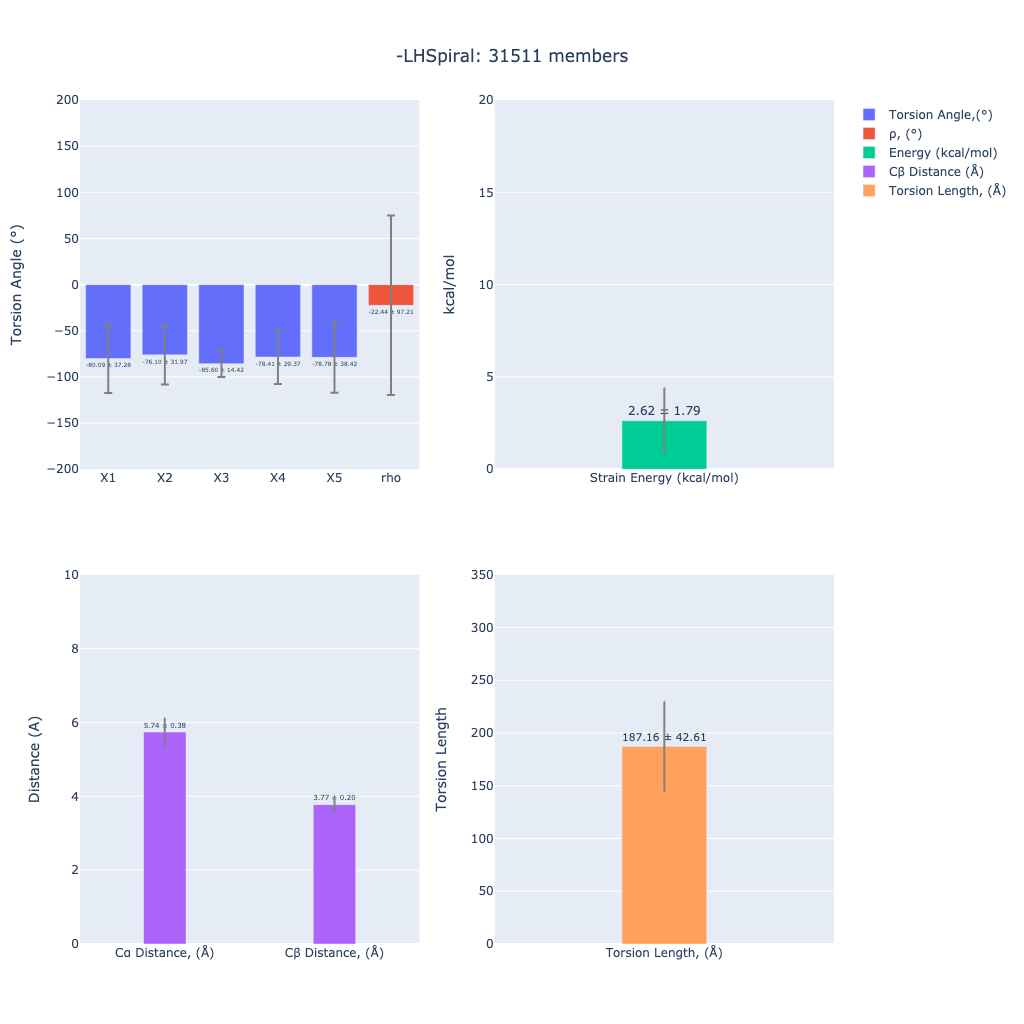 -LHSpiral: 31511 members
Torsion Angle (°)
200
150
100
50
0
−50
−100
−150
−200
-80.09 ± 37.28
-76.10 ± 31.97
-85.60 ± 14.42
-78.41 ± 29.37
-78.78 ± 38.42
-22.44 ± 97.21
X1
X2
X3
X4
X5
rho
kcal/mol
20
15
10
5
0
2.62 ± 1.79
Strain Energy (kcal/mol)
Torsion Angle,(°)
ρ, (°)
Energy (kcal/mol)
Cβ Distance (Å)
Torsion Length, (Å)
Distance (A)
10
8
6
4
2
0
5.74 ± 0.38
3.77 ± 0.20
Cα Distance, (Å)
Cβ Distance, (Å)
Torsion Length
350
300
250
200
150
100
50
0
187.16 ± 42.61
Torsion Length, (Å)